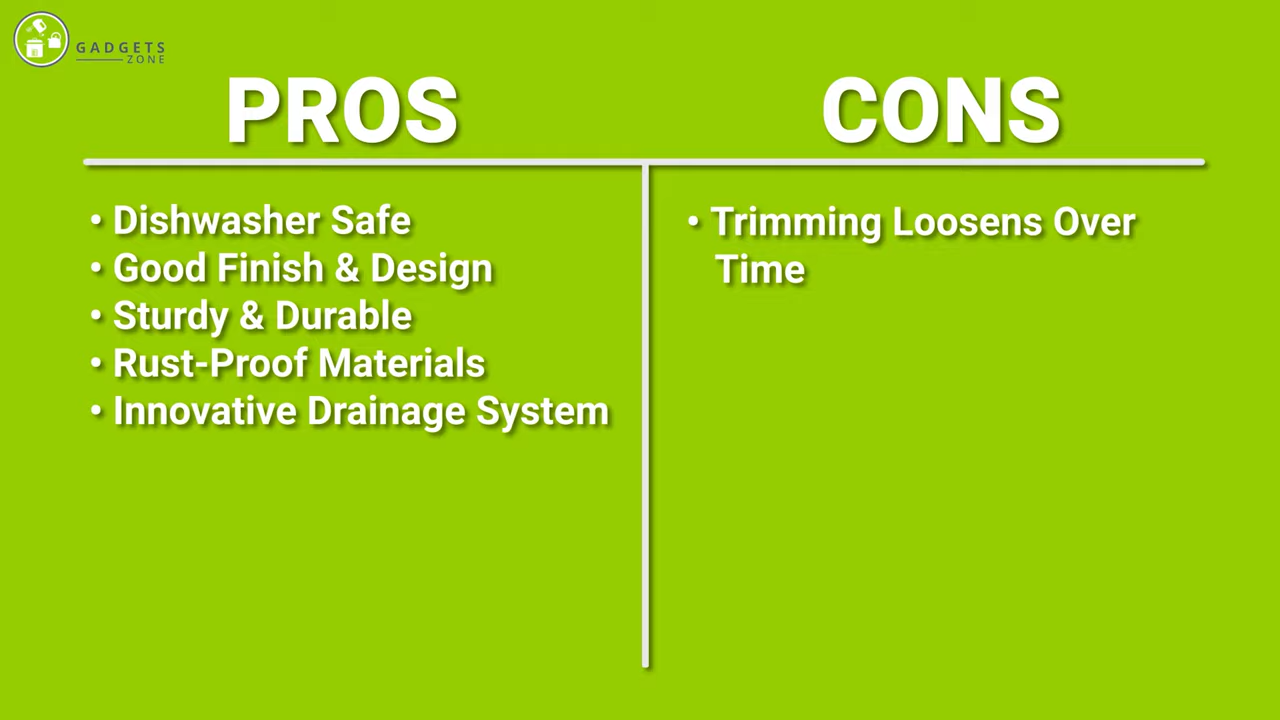 GADGETS
ZONE
PROS
CONS
• Dishwasher Safe
• Good Finish & Design
• Sturdy & Durable
• Rust-Proof Materials
• Innovative Drainage System
• Trimming Loosens Over
Time